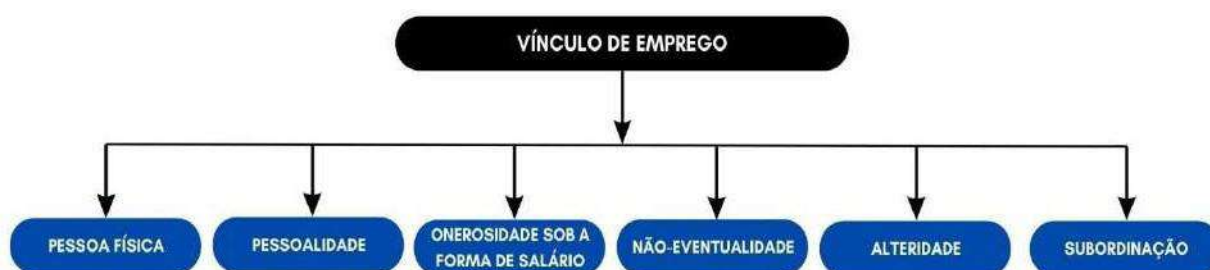 VÍNCULO DE EMPREGO
PESSOA FÍSICA
PESSOALIDADE
ONEROSIDADE SOB A
FORMA DE SALÁRIO
NÃO-EVENTUALIDADE
ALTERIDADE
SUBORDINAÇÃO